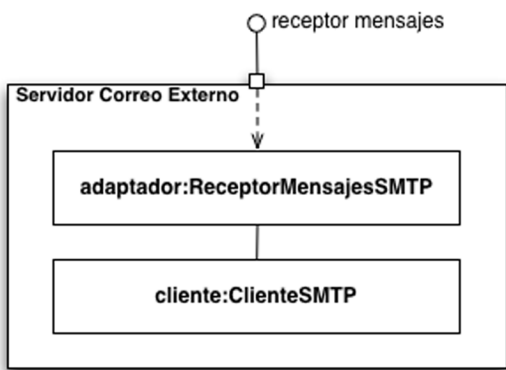 receptor mensajes
Servidor Correo Externo
adaptador:ReceptorMensajesSMTP
cliente:ClienteSMTP